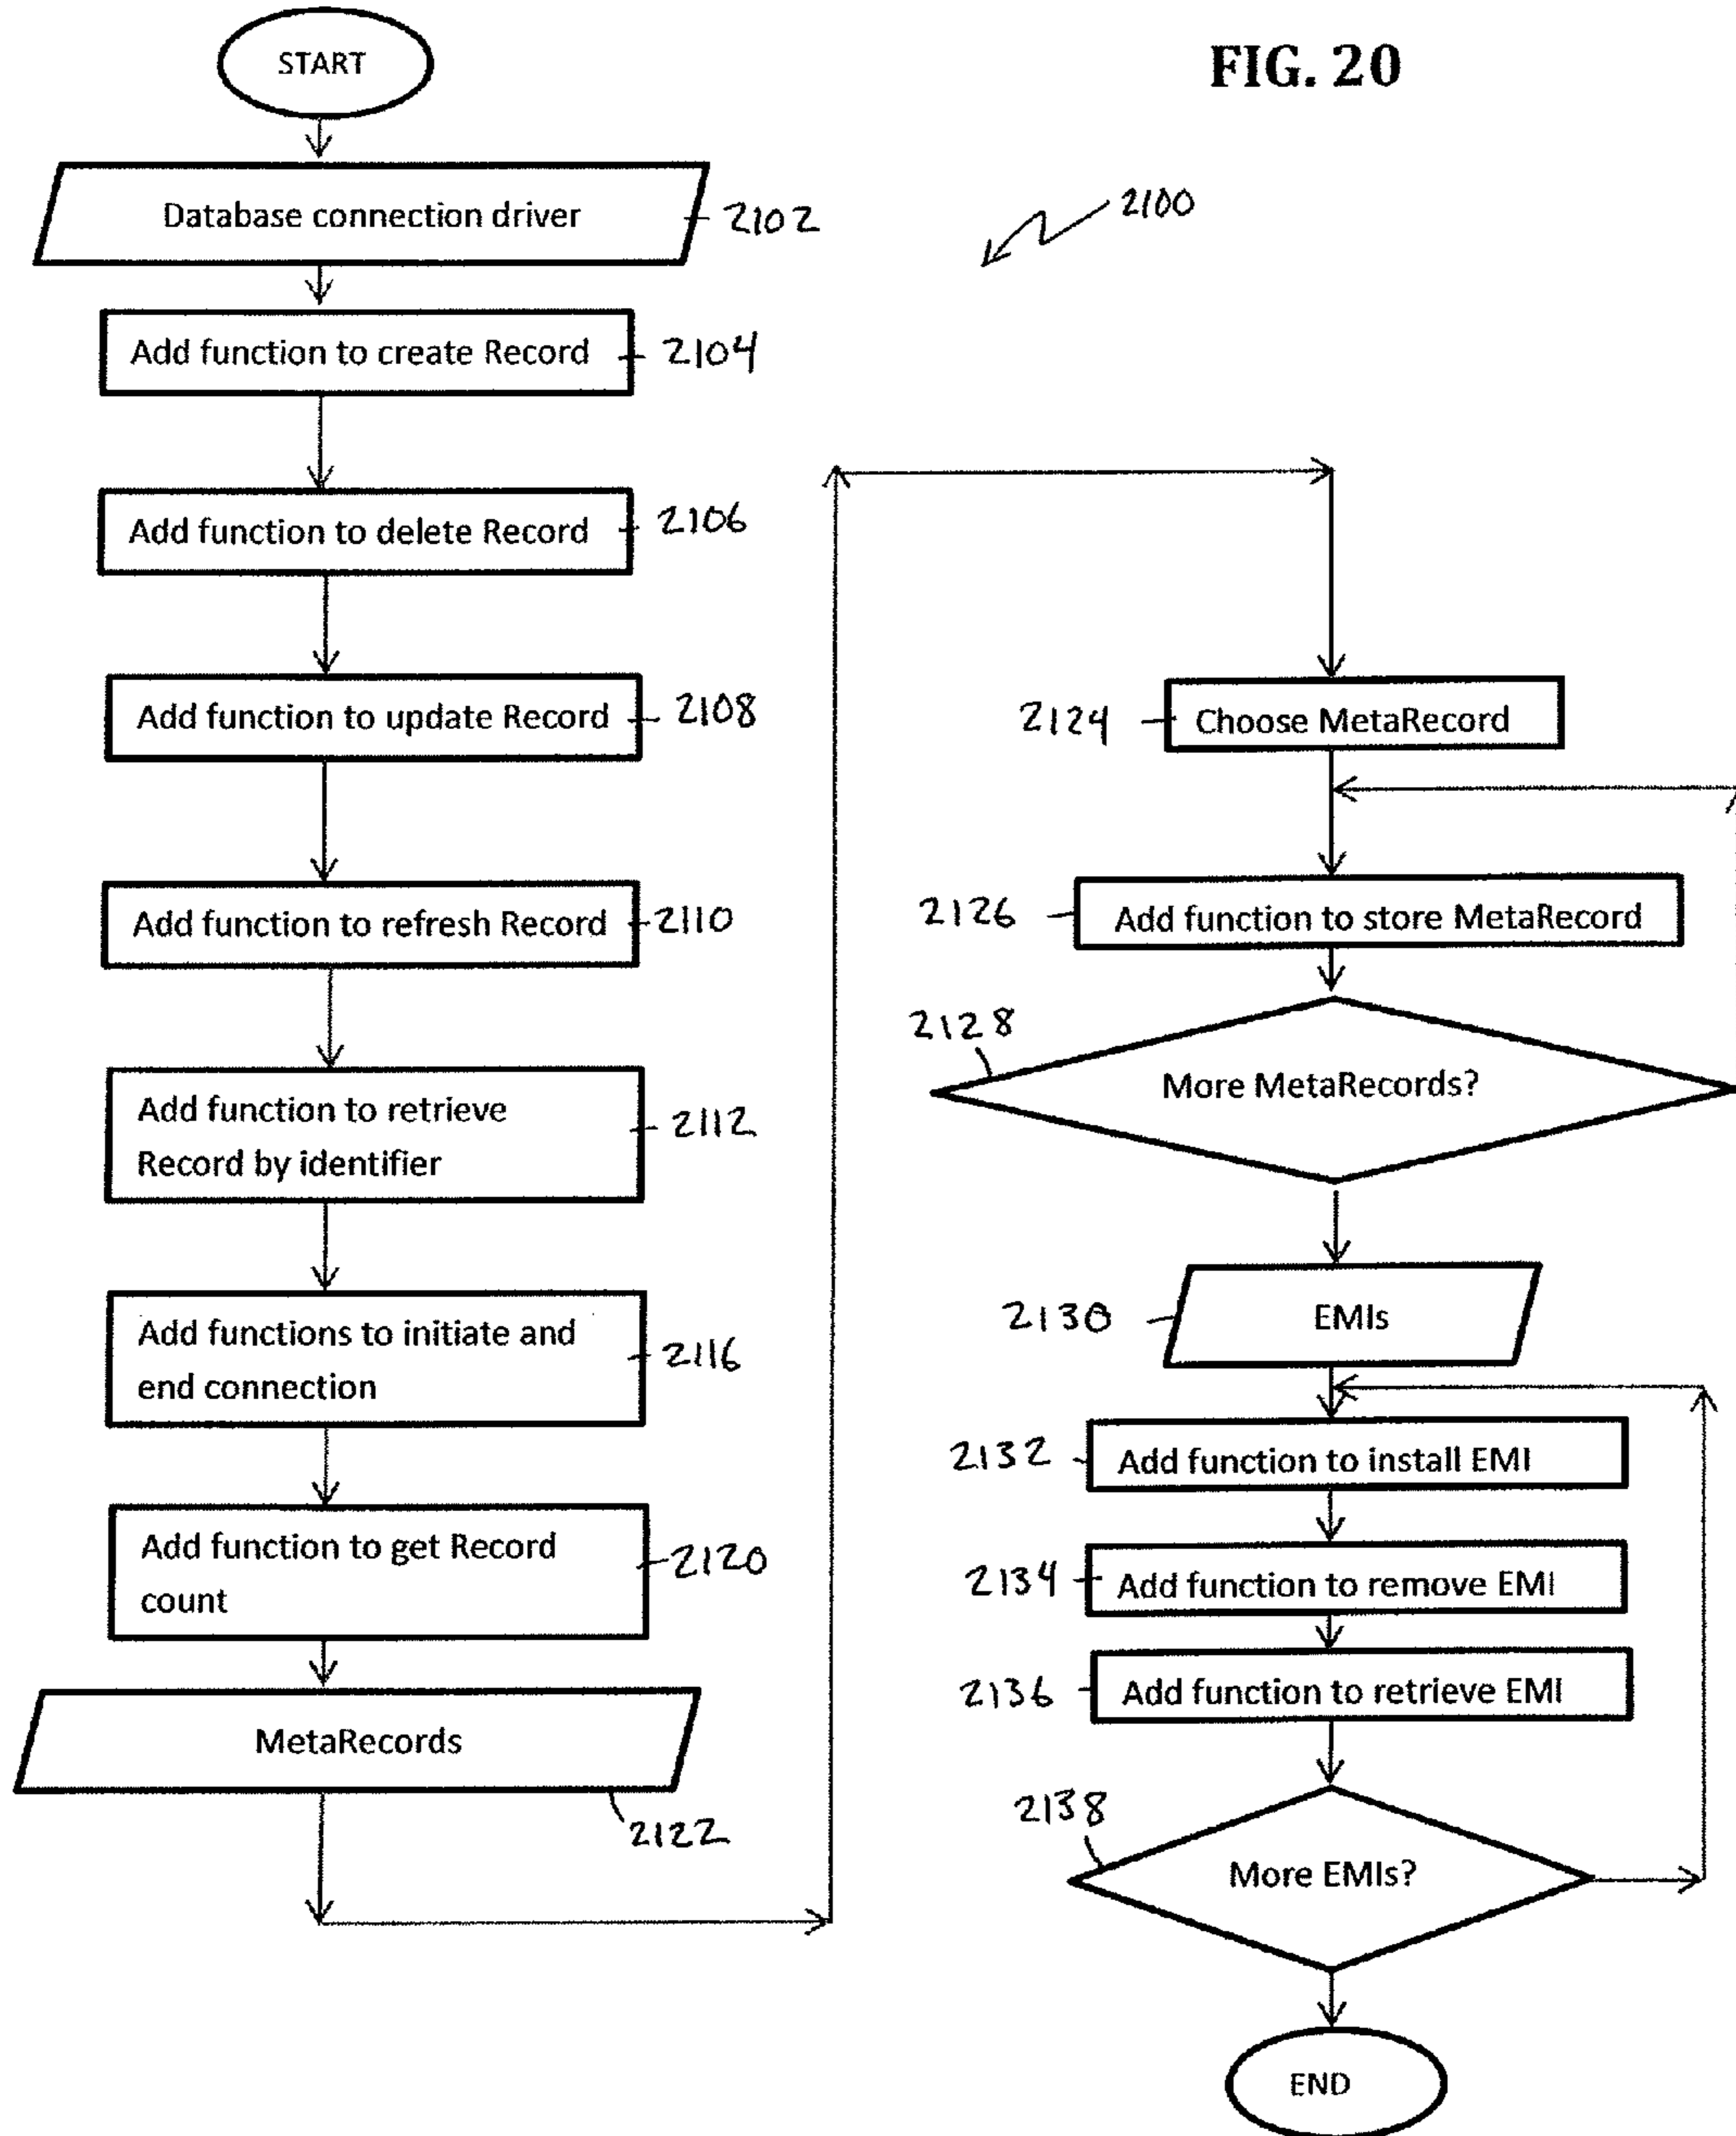 FIG. 20
START
Database connection driver
2102
2100
Add function to create Record
2104
Add function to delete Record
2106
Add function to update Record
2108
Add function to refresh Record
2110
Add function to retrieve
Record by identifier
2112
Add functions to initiate and
end connection
2116
Add function to get Record
count
2120
MetaRecords
2122
2124
Choose MetaRecord
2126
Add function to store MetaRecord
2128
More MetaRecords?
2130
EMIs
2132
Add function to install EMI
2134
Add function to remove EMI
2136
Add function to retrieve EMI
2138
More EMIs?
END